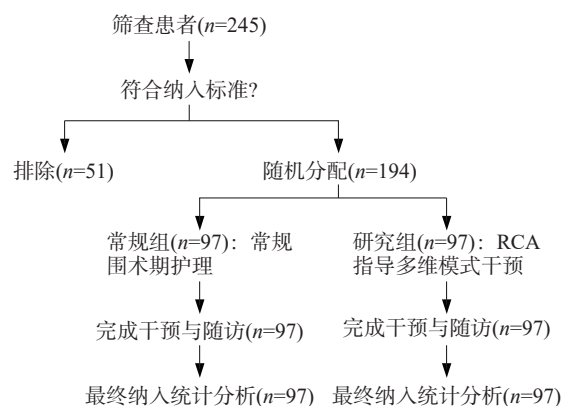 筛查患者(n=245)
符合纳入标准?
排除(n=51)
随机分配(n=194)
常规组(n=97)：常规
围术期护理
研究组(n=97)：RCA
指导多维模式干预
完成干预与随访(n=97)
完成干预与随访(n=97)
最终纳入统计分析(n=97)
最终纳入统计分析(n=97)